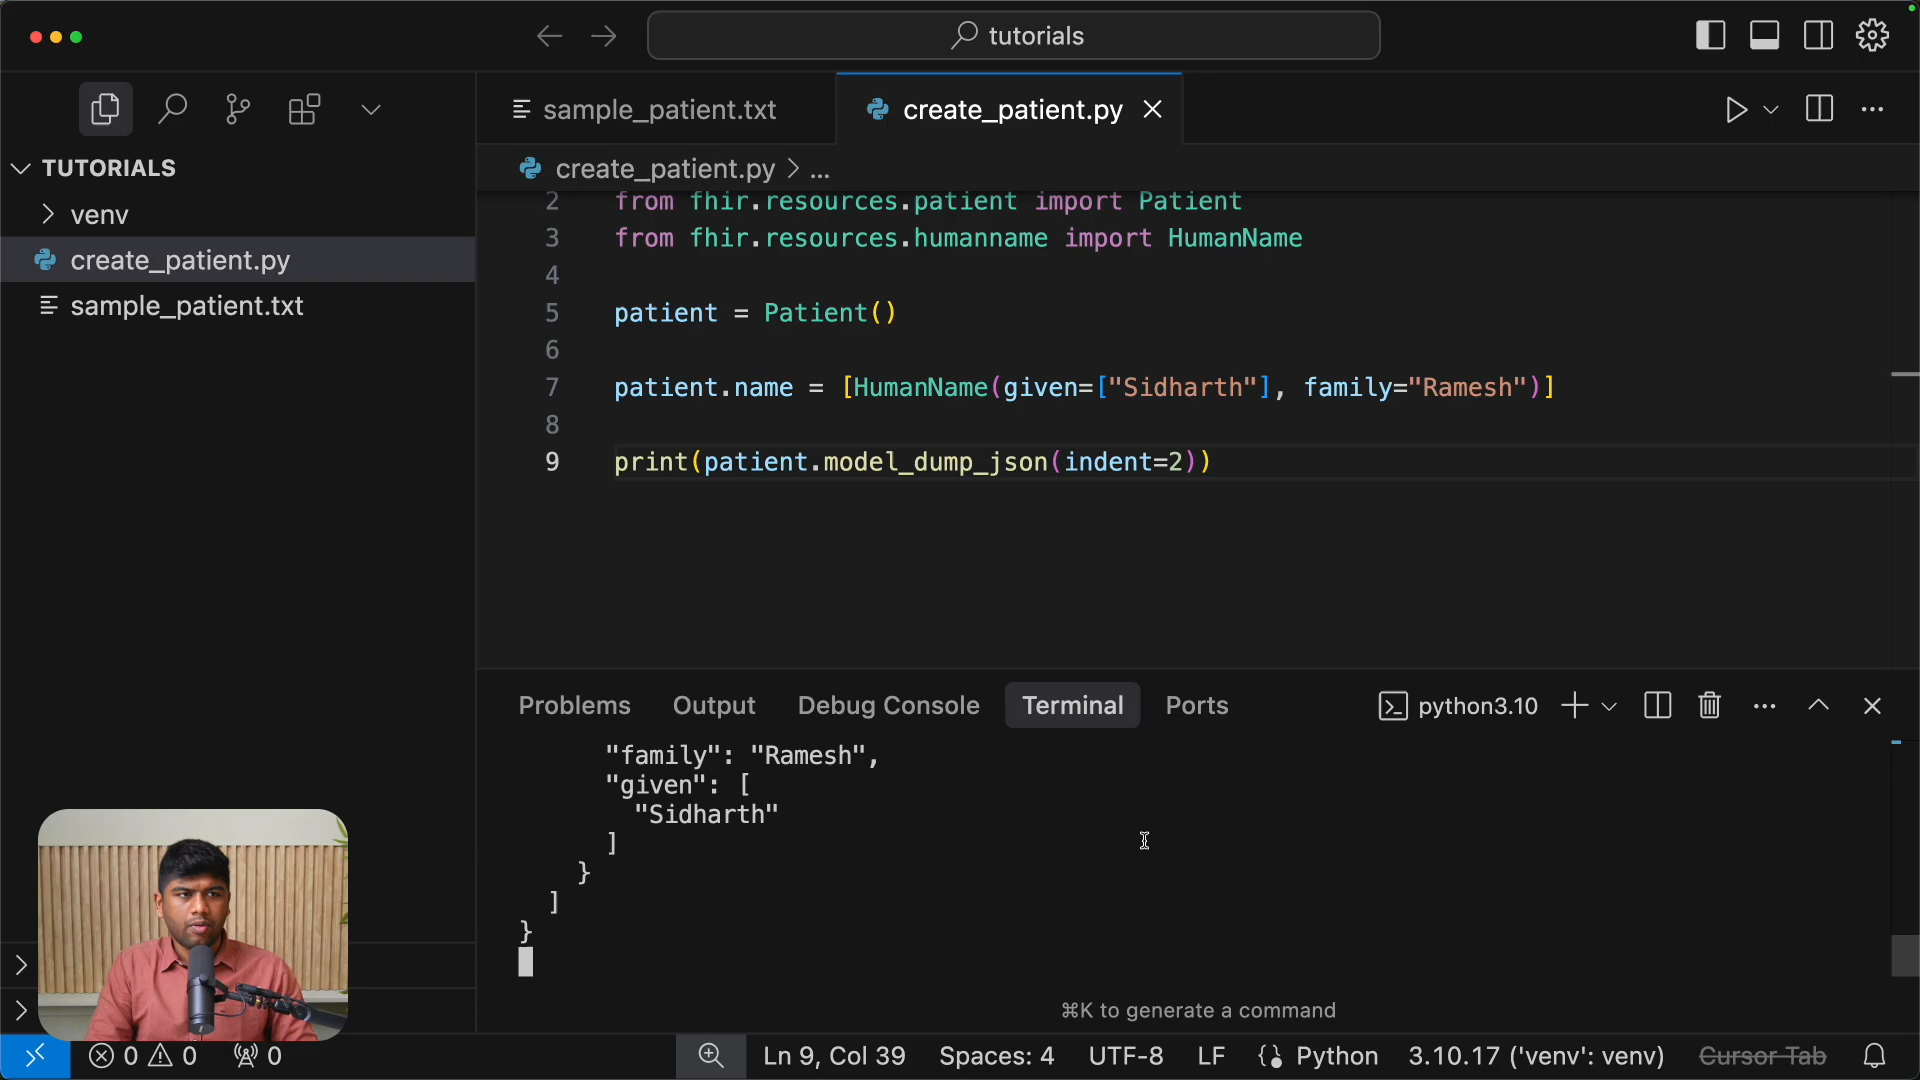 tutorials
sample_patient.txt
create_patient.py
TUTORIALS
venv
create_patient.py
sample_patient.txt
create_patient.py > ...
2 from fhir.resources.patient import Patient
3 from fhir.resources.humanname import HumanName
4
5 patient = Patient()
6
7 patient.name = [HumanName(given=["Sidharth"], family="Ramesh")]
8
9 print(patient.model_dump_json(indent=2))
Problems Output Debug Console Terminal Ports python3.10
"family": "Ramesh",
"given": [
"Sidharth"
]
}
]
}
⌘K to generate a command
0 0 0 Ln 9, Col 39 Spaces: 4 UTF-8 LF Python 3.10.17 ('venv': venv) Cursor Tab